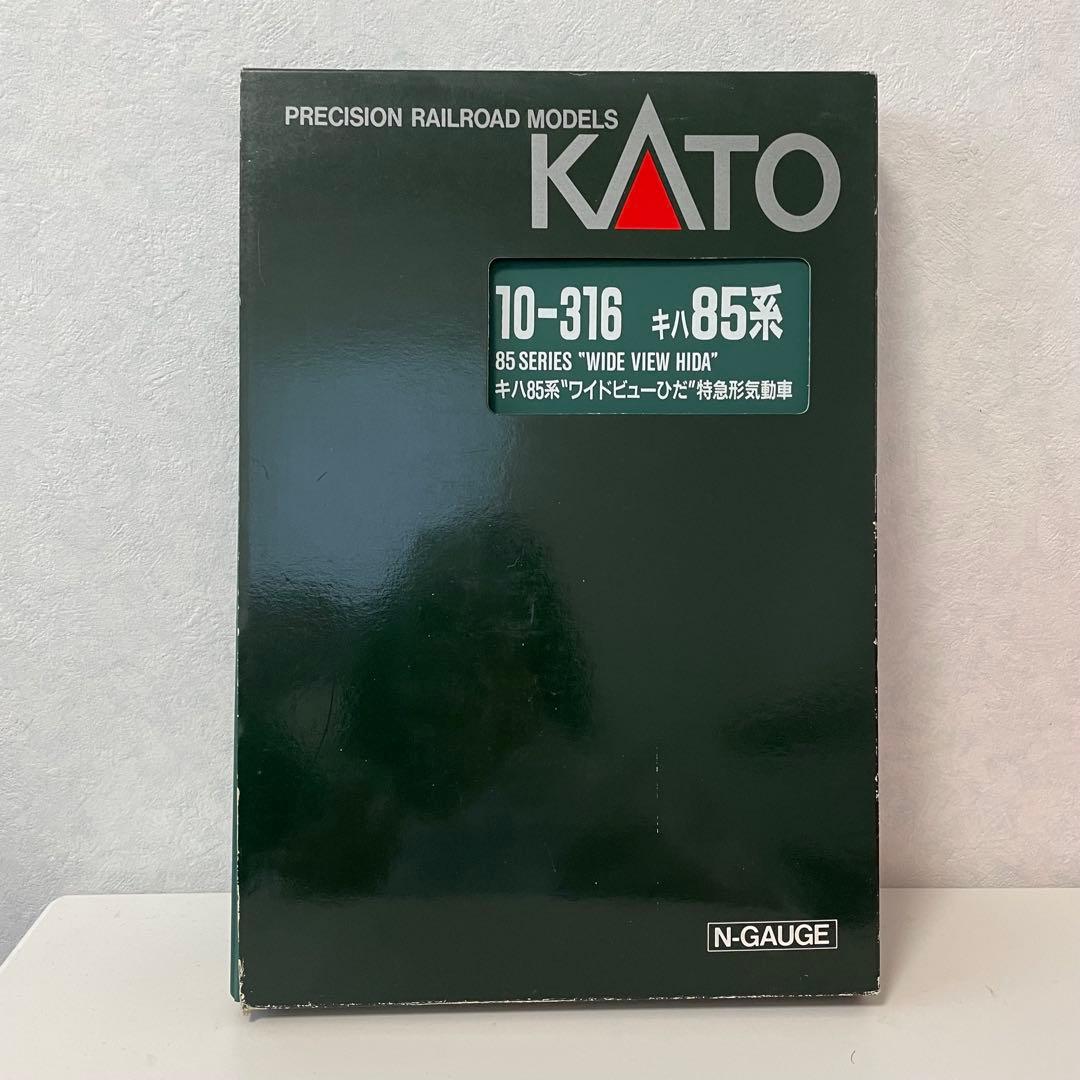 PRECISION RAILROAD MODELS
KATO
10-316 キハ85系
85 SERIES "WIDE VIEW HIDA"
キハ85系"ワイドビューひだ"特急形気動車
N-GAUGE